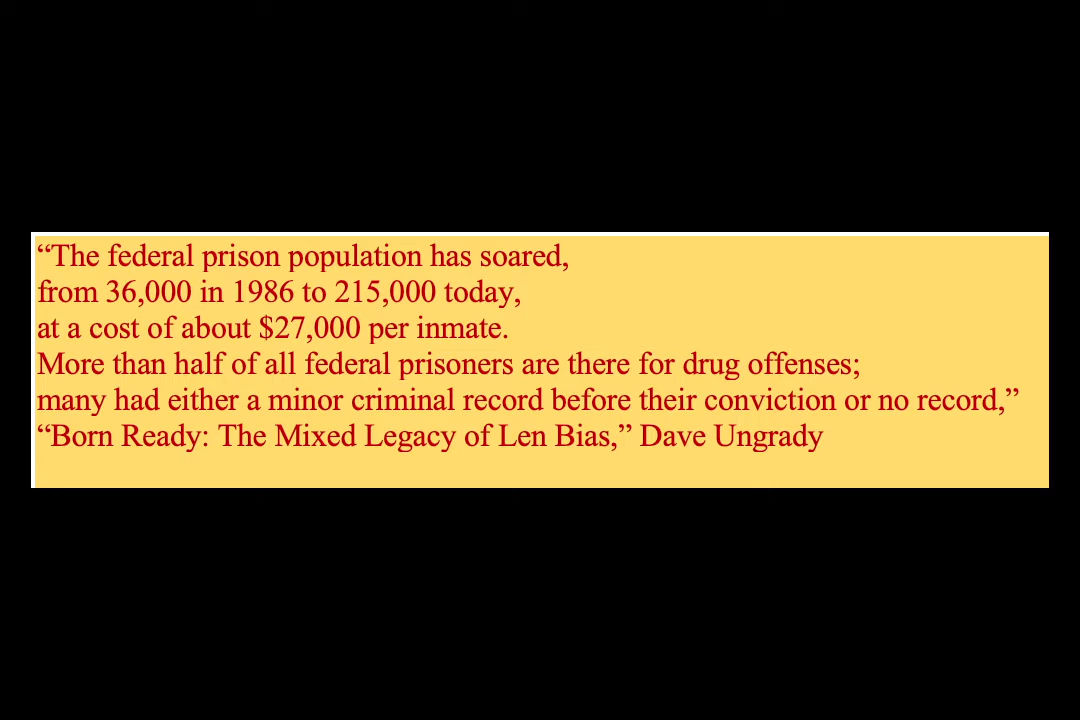 “The federal prison population has soared,
from 36,000 in 1986 to 215,000 today,
at a cost of about $27,000 per inmate.
More than half of all federal prisoners are there for drug offenses;
many had either a minor criminal record before their conviction or no record,”
“Born Ready: The Mixed Legacy of Len Bias,” Dave Ungrady